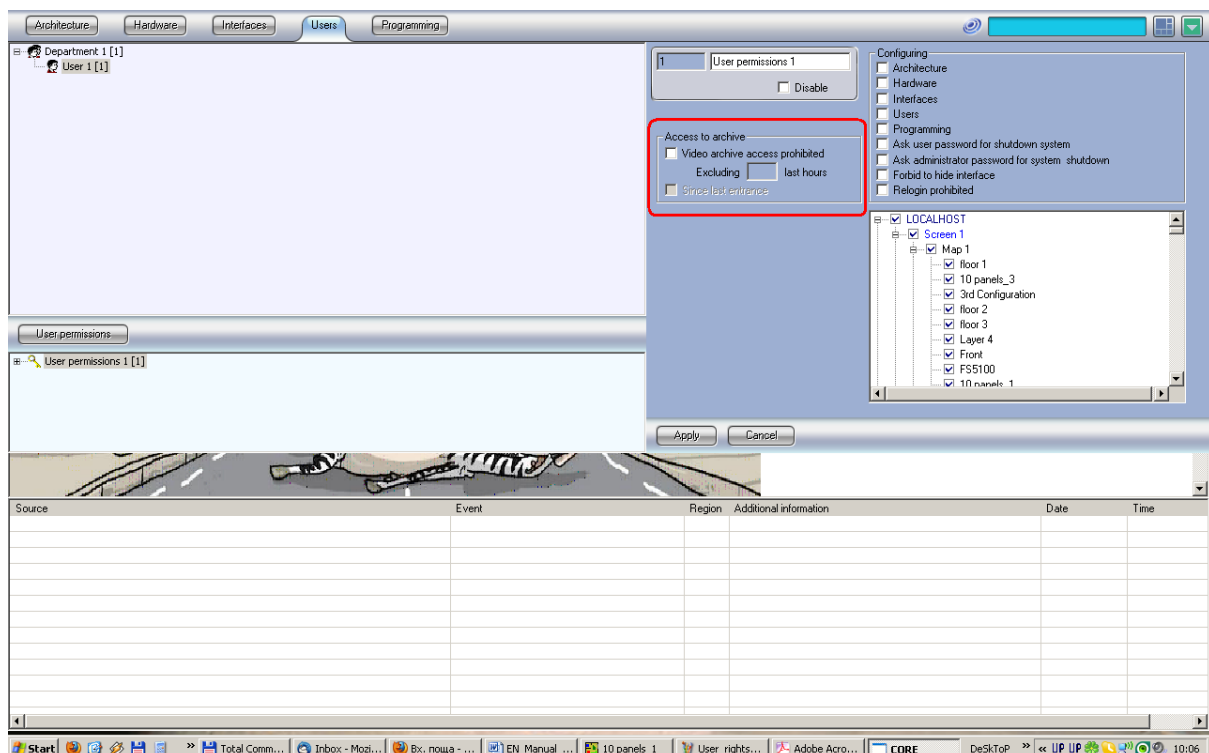 Architecture Hardware Interfaces Users Programming
Department 1 [1]
User 1 [1]
User permissions
User permissions 1 [1]
1 User permissions 1
Disable
Access to archive
Video archive access prohibited
Excluding last hours
Since last entrance
Configuring
Architecture
Hardware
Interfaces
Users
Programming
Ask user password for shutdown system
Ask administrator password for system shutdown
Forbid to hide interface
Relogin prohibited
LOCALHOST
Screen 1
Map 1
floor 1
10 panels_3
3rd Configuration
floor 2
floor 3
Layer 4
Front
FS5100
10 panels_1
Apply Cancel
Source Event Region Additional information Date Time
Start » Total Comm... Inbox - Mozi... Вх. поща - ... EN Manual ... 10 panels 1 User rights... Adobe Acro... CORE DeSkToP » « UP UP 10:06